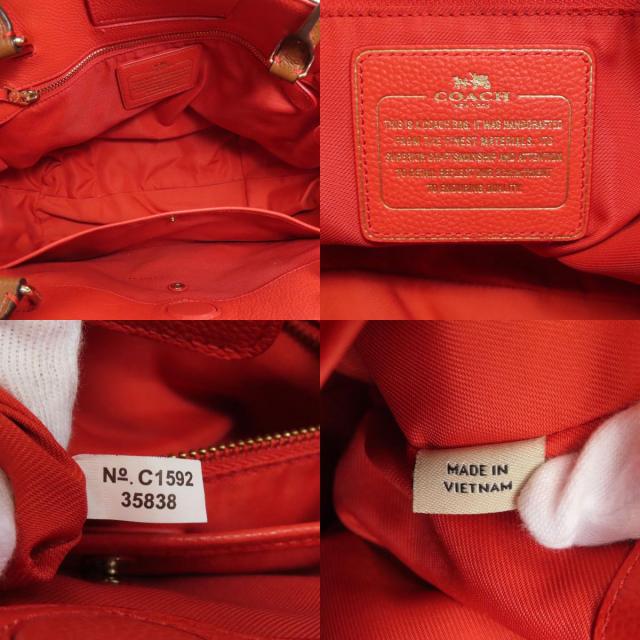 COACH
THIS IS A COACH BAG. IT WAS HANDCRAFTED
FROM THE FINEST MATERIALS. ITS
SUPERIOR CRAFTSMANSHIP AND ATTENTION
TO DETAIL REFLECT OUR COMMITMENT
TO ENDURING QUALITY.
Nº. C1592
35838
MADE IN
VIETNAM